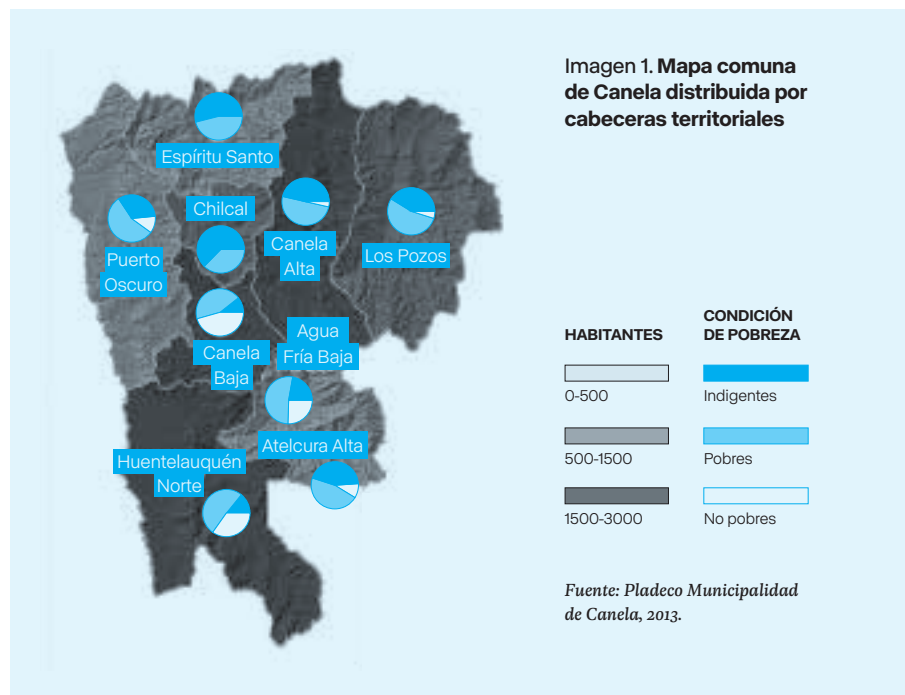 Imagen 1. Mapa comuna
de Canela distribuida por
cabeceras territoriales
Espíritu Santo
Chilcal
Puerto
Oscuro
Canela
Alta
Los Pozos
Canela
Baja
Agua
Fría Baja
Atelcura Alta
Huentelauquén
Norte
HABITANTES
0-500
500-1500
1500-3000
CONDICIÓN
DE POBREZA
Indigentes
Pobres
No pobres
Fuente: Pladeco Municipalidad
de Canela, 2013.